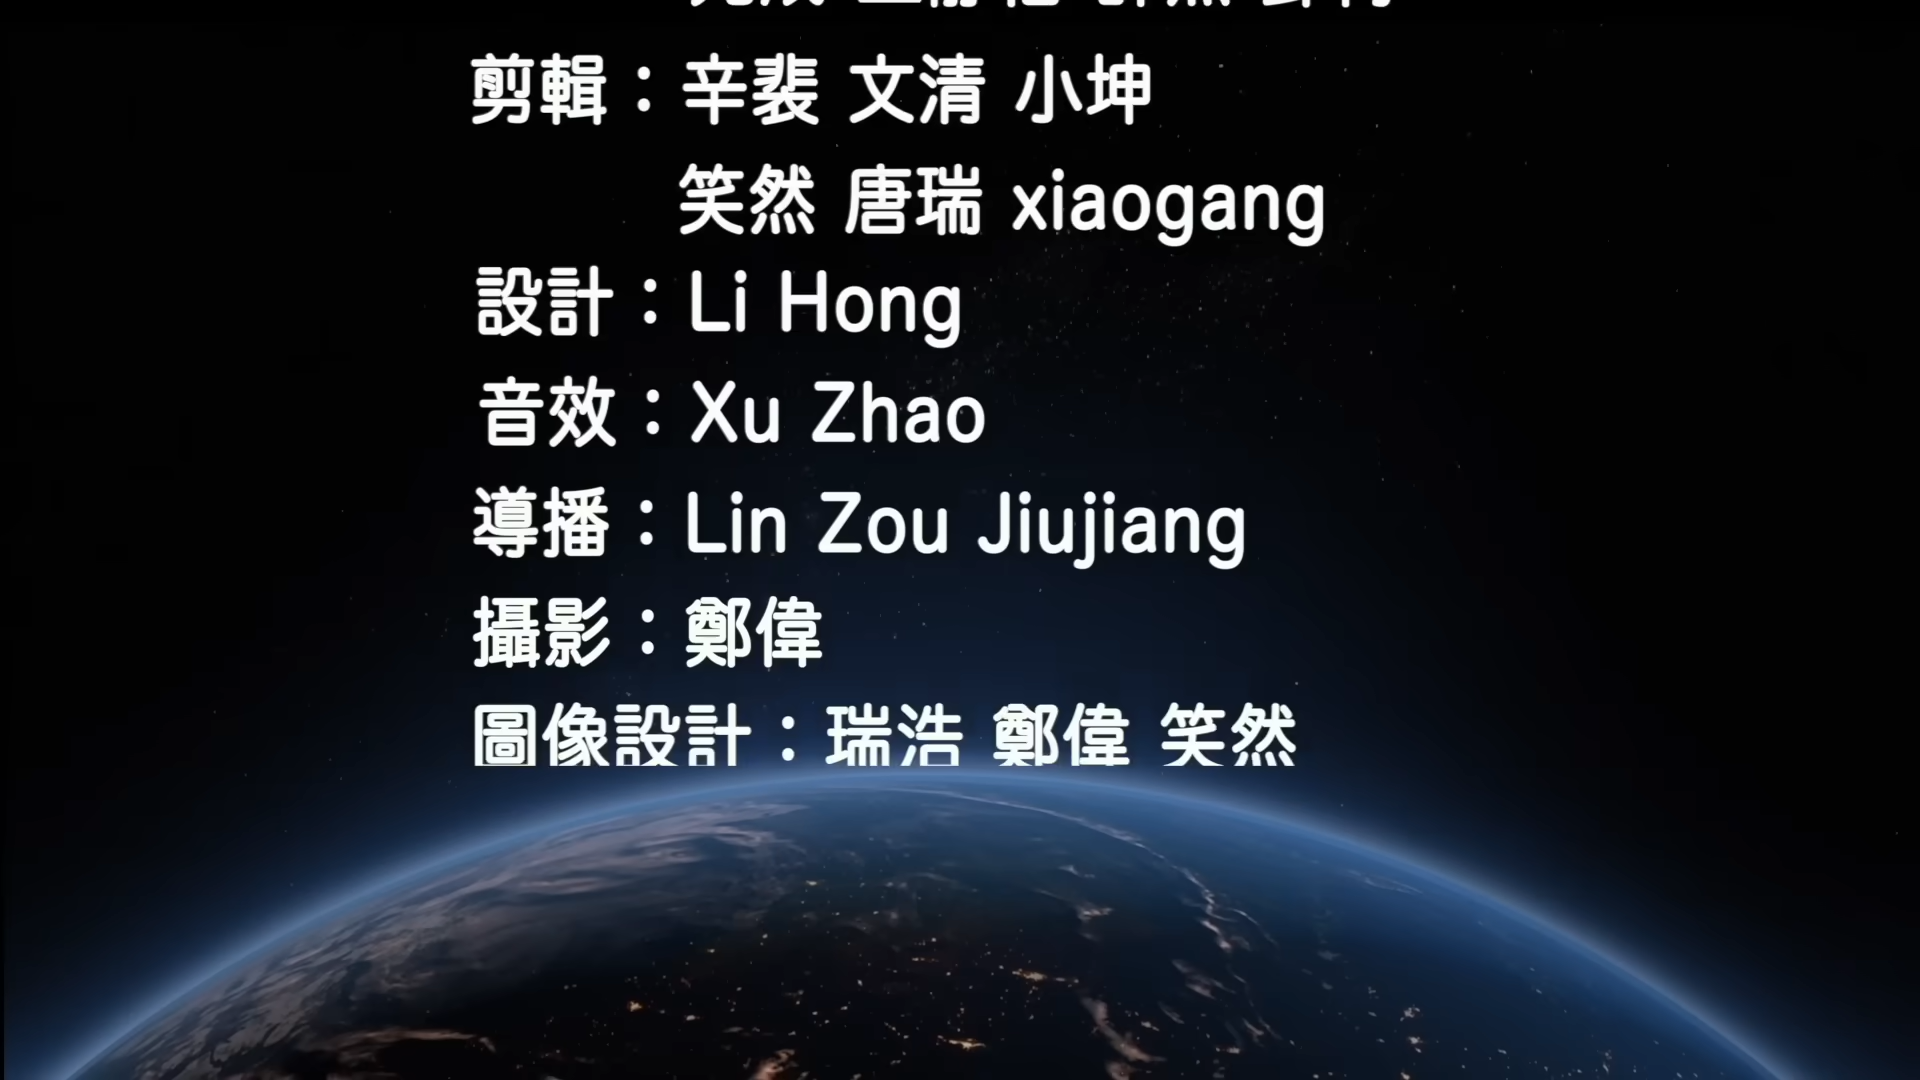 剪輯：辛裴 文清 小坤
笑然 唐瑞 xiaogang
設計：Li Hong
音效：Xu Zhao
導播：Lin Zou Jiujiang
攝影：鄭偉
圖像設計：瑞浩 鄭偉 笑然